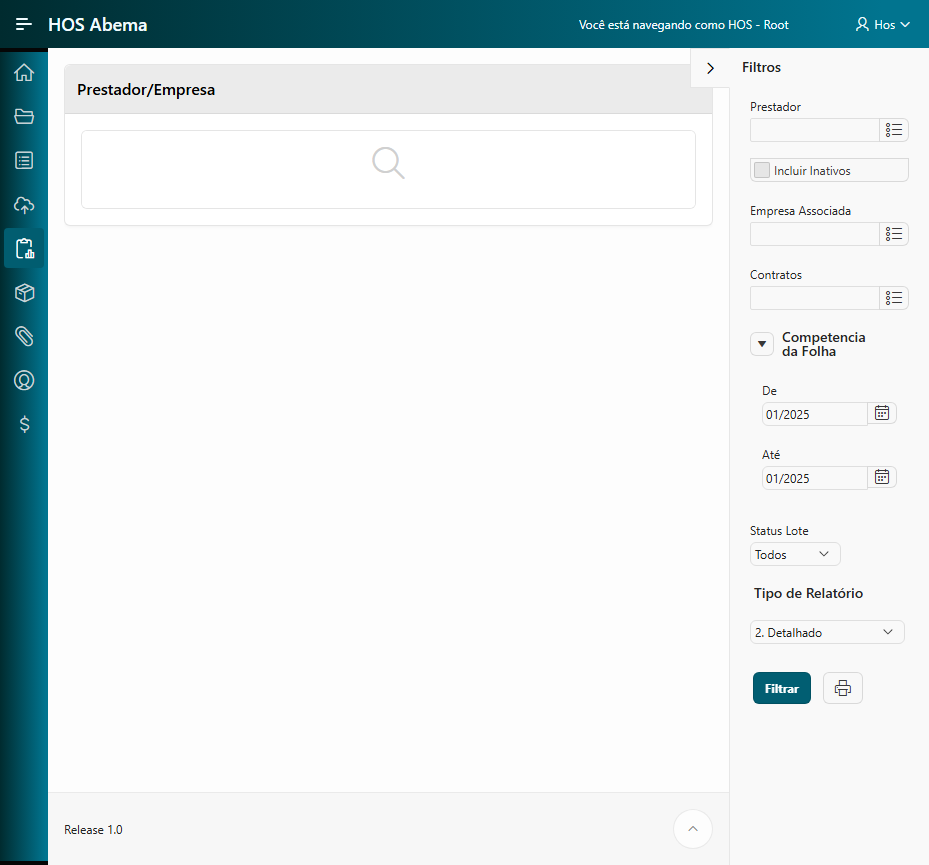 HOS Abema
Você está navegando como HOS - Root
Hos
Prestador/Empresa
Filtros
Prestador
Incluir Inativos
Empresa Associada
Contratos
Competencia
da Folha
De
01/2025
Até
01/2025
Status Lote
Todos
Tipo de Relatório
2. Detalhado
Filtrar
Release 1.0